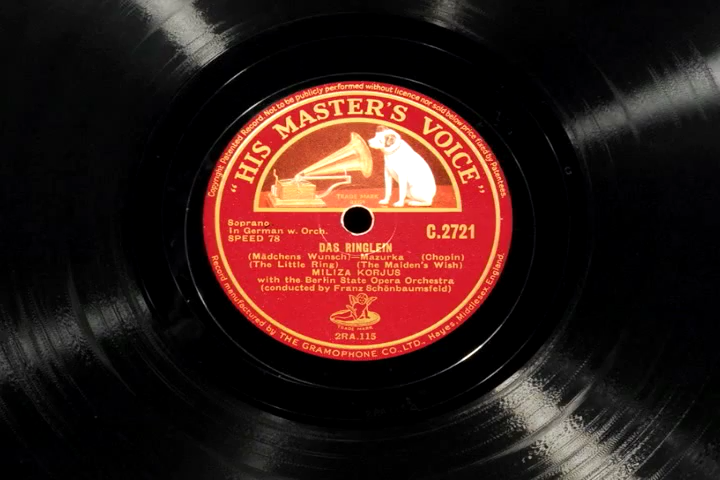 Copyright Patented Record. Not to be publicly performed without licence nor sold below price fixed by Patentees.
"HIS MASTER'S VOICE"
TRADE MARK
Soprano
In German w. Orch.
SPEED 78
C.2721
DAS RINGLEIN
(Mädchens Wunsch)—Mazurka (Chopin)
(The Little Ring) (The Maiden's Wish)
MILIZA KORJUS
with the Berlin State Opera Orchestra
(conducted by Franz Schönbaumsfeld)
TRADE MARK
2RA.115
Record manufactured by THE GRAMOPHONE CO., LTD., Hayes, Middlesex, England.